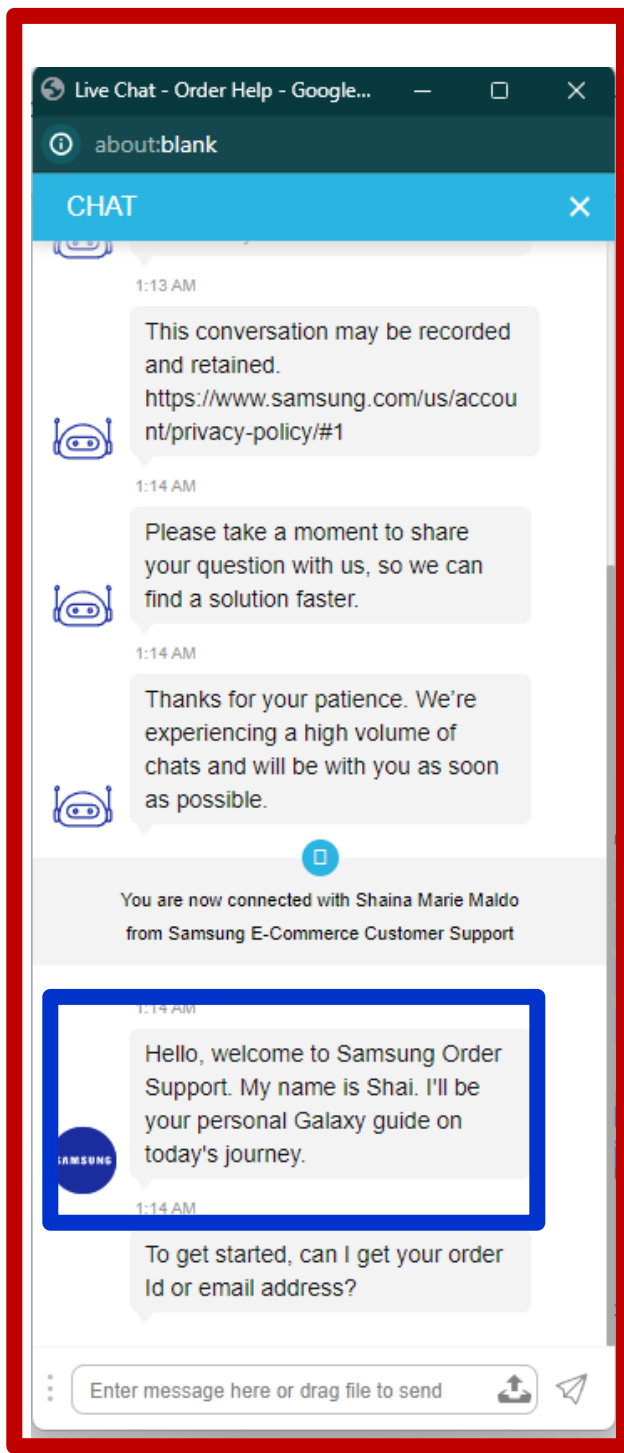 Live Chat - Order Help - Google...
about:blank
CHAT
1:13 AM
This conversation may be recorded
and retained.
https://www.samsung.com/us/accou
nt/privacy-policy/#1
1:14 AM
Please take a moment to share
your question with us, so we can
find a solution faster.
1:14 AM
Thanks for your patience. We’re
experiencing a high volume of
chats and will be with you as soon
as possible.
You are now connected with Shaina Marie Maldo
from Samsung E-Commerce Customer Support
1:14 AM
Hello, welcome to Samsung Order
Support. My name is Shai. I'll be
your personal Galaxy guide on
today's journey.
SAMSUNG
1:14 AM
To get started, can I get your order
Id or email address?
Enter message here or drag file to send